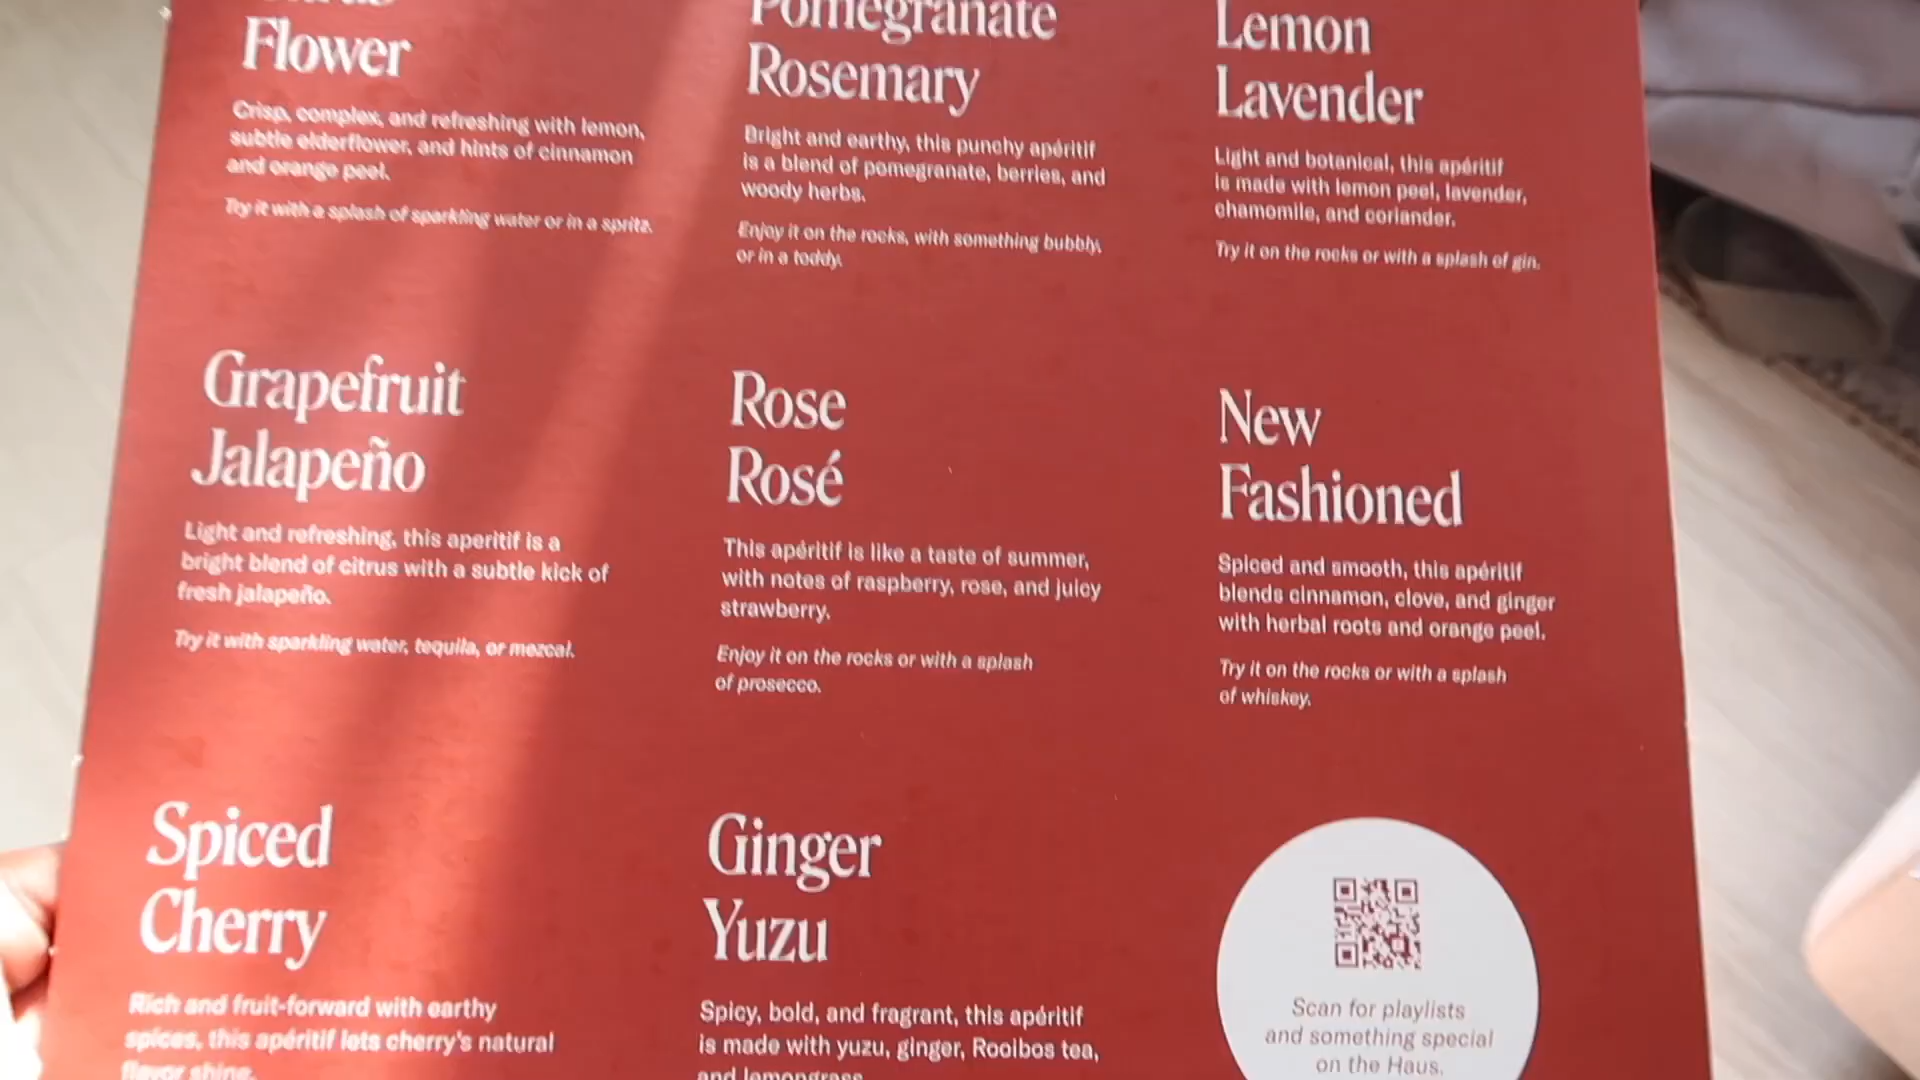 Flower
Crisp, complex, and refreshing with lemon,
subtle elderflower, and hints of cinnamon
and orange peel.
Try it with a splash of sparkling water or in a spritz.
Pomegranate
Rosemary
Bright and earthy, this punchy apéritif
is a blend of pomegranate, berries, and
woody herbs.
Enjoy it on the rocks, with something bubbly,
or in a toddy.
Lemon
Lavender
Light and botanical, this apéritif
is made with lemon peel, lavender,
chamomile, and coriander.
Try it on the rocks or with a splash of gin.
Grapefruit
Jalapeño
Light and refreshing, this aperitif is a
bright blend of citrus with a subtle kick of
fresh jalapeño.
Try it with sparkling water, tequila, or mezcal.
Rose
Rosé
This apéritif is like a taste of summer,
with notes of raspberry, rose, and juicy
strawberry.
Enjoy it on the rocks or with a splash
of prosecco.
New
Fashioned
Spiced and smooth, this apéritif
blends cinnamon, clove, and ginger
with herbal roots and orange peel.
Try it on the rocks or with a splash
of whiskey.
Spiced
Cherry
Rich and fruit-forward with earthy
spices, this apéritif lets cherry's natural
flavor shine.
Ginger
Yuzu
Spicy, bold, and fragrant, this apéritif
is made with yuzu, ginger, Rooibos tea,
and lemongrass.
Scan for playlists
and something special
on the Haus.